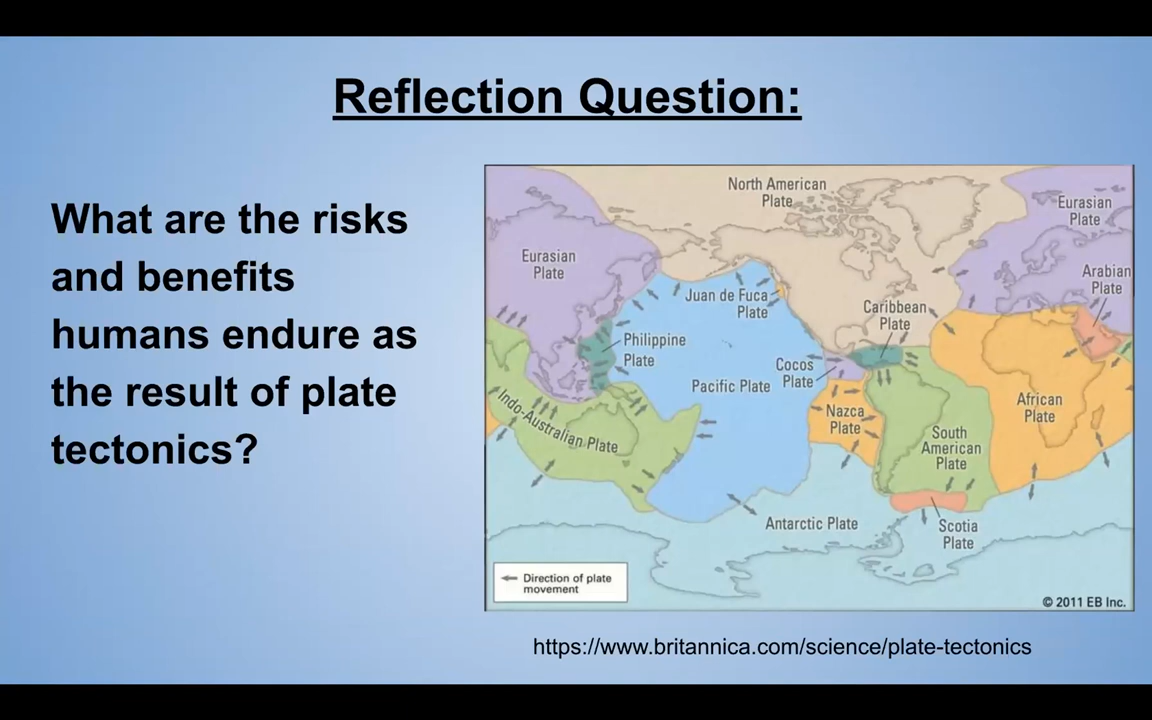 Reflection Question:
What are the risks
and benefits
humans endure as
the result of plate
tectonics?
North American
Plate
Eurasian
Plate
Eurasian
Plate
Arabian
Plate
Juan de Fuca
Plate
Caribbean
Plate
Philippine
Plate
Cocos
Plate
Pacific Plate
Indo-Australian Plate
Nazca
Plate
African
Plate
South
American
Plate
Antarctic Plate
Scotia
Plate
Direction of plate
movement
© 2011 EB Inc.
https://www.britannica.com/science/plate-tectonics